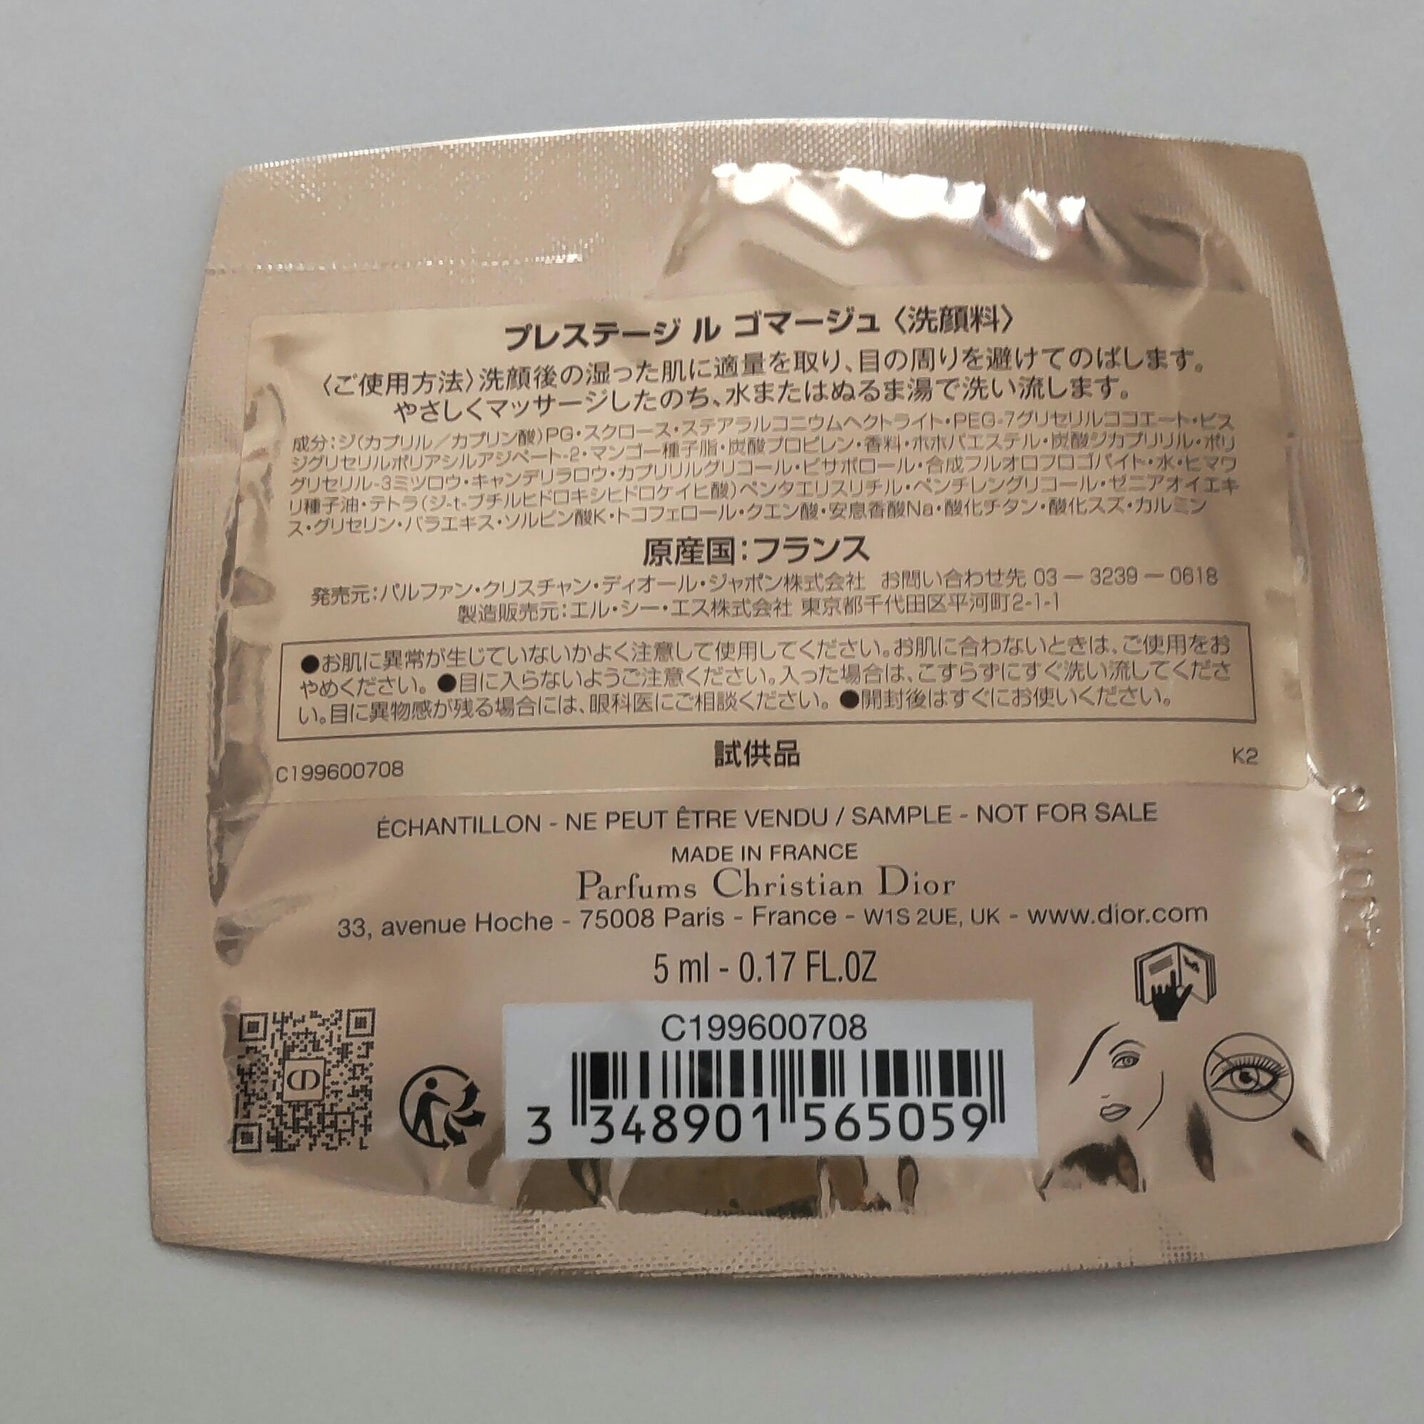 プレステージ ル ゴマージュ〈洗顔料〉
〈ご使用方法〉洗顔後の湿った肌に適量を取り、目の周りを避けてのばします。
やさしくマッサージしたのち、水またはぬるま湯で洗い流します。
成分：ジ(カプリル／カプリン酸)PG・スクロース・ステアラルコニウムヘクトライト・PEG-7グリセリルココエート・ビス
ジグリセリルポリアシルアジペート-2・マンゴー種子脂・炭酸プロピレン・香料・ホホバエステル・炭酸ジカプリリル・ポリ
グリセリル-3ミツロウ・キャンデリラロウ・カプリリルグリコール・ビサボロール・合成フルオロフロゴパイト・水・ヒマワ
リ種子油・テトラ(ジ-t-ブチルヒドロキシヒドロケイヒ酸)ペンタエリスリチル・ペンチレングリコール・ゼニアオイエキ
ス・グリセリン・バラエキス・ソルビン酸K・トコフェロール・クエン酸・安息香酸Na・酸化チタン・酸化スズ・カルミン
原産国：フランス
発売元：パルファン・クリスチャン・ディオール・ジャポン株式会社 お問い合わせ先 03－3239－0618
製造販売元：エル・シー・エス株式会社 東京都千代田区平河町2-1-1
●お肌に異常が生じていないかよく注意して使用してください。お肌に合わないときは、ご使用をお
やめください。●目に入らないようご注意ください。入った場合は、こすらずにすぐ洗い流してくださ
い。目に異物感が残る場合には、眼科医にご相談ください。●開封後はすぐにお使いください。
C199600708 試供品 K2
ÉCHANTILLON - NE PEUT ÊTRE VENDU / SAMPLE - NOT FOR SALE
MADE IN FRANCE
Parfums Christian Dior
33, avenue Hoche - 75008 Paris - France - W1S 2UE, UK - www.dior.com
5 ml - 0.17 FL.OZ
C199600708
3 348901 565059